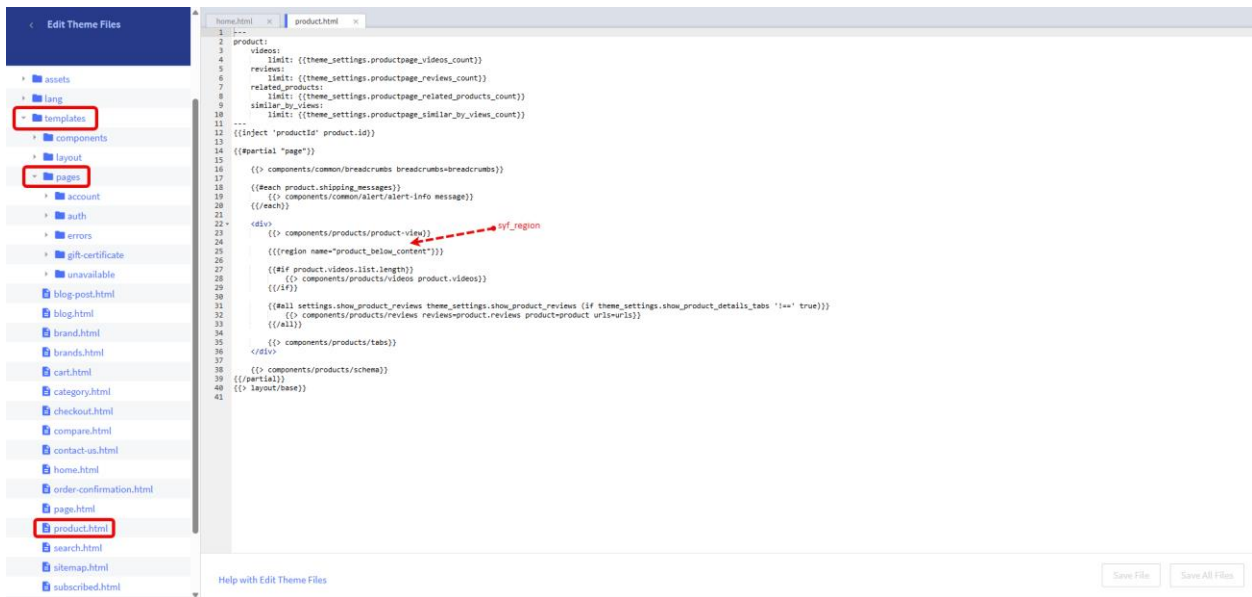 Edit Theme Files
assets
lang
templates
components
layout
pages
account
auth
errors
gift-certificate
unavailable
blog-post.html
blog.html
brand.html
brands.html
cart.html
category.html
checkout.html
compare.html
contact-us.html
home.html
order-confirmation.html
page.html
product.html
search.html
sitemap.html
subscribed.html
home.html × product.html ×
1 ---
2 product:
3 videos:
4 limit: {{theme_settings.productpage_videos_count}}
5 reviews:
6 limit: {{theme_settings.productpage_reviews_count}}
7 related_products:
8 limit: {{theme_settings.productpage_related_products_count}}
9 similar_by_views:
10 limit: {{theme_settings.productpage_similar_by_views_count}}
11 ---
12 {{inject 'productId' product.id}}
13
14 {{#partial "page"}}
15
16 {{> components/common/breadcrumbs breadcrumbs=breadcrumbs}}
17
18 {{#each product.shipping_messages}}
19 {{> components/common/alert/alert-info message}}
20 {{/each}}
21
22 <div>
23 {{> components/products/product-view}}
syf_region
24
25 {{{region name="product_below_content"}}}
26
27 {{#if product.videos.list.length}}
28 {{> components/products/videos product.videos}}
29 {{/if}}
30
31 {{#all settings.show_product_reviews theme_settings.show_product_reviews (if theme_settings.show_product_details_tabs '!==' true)}}
32 {{> components/products/reviews reviews=product.reviews product=product urls=urls}}
33 {{/all}}
34
35 {{> components/products/tabs}}
36 </div>
37
38 {{> components/products/schema}}
39 {{/partial}}
40 {{> layout/base}}
41
Help with Edit Theme Files
Save File Save All Files